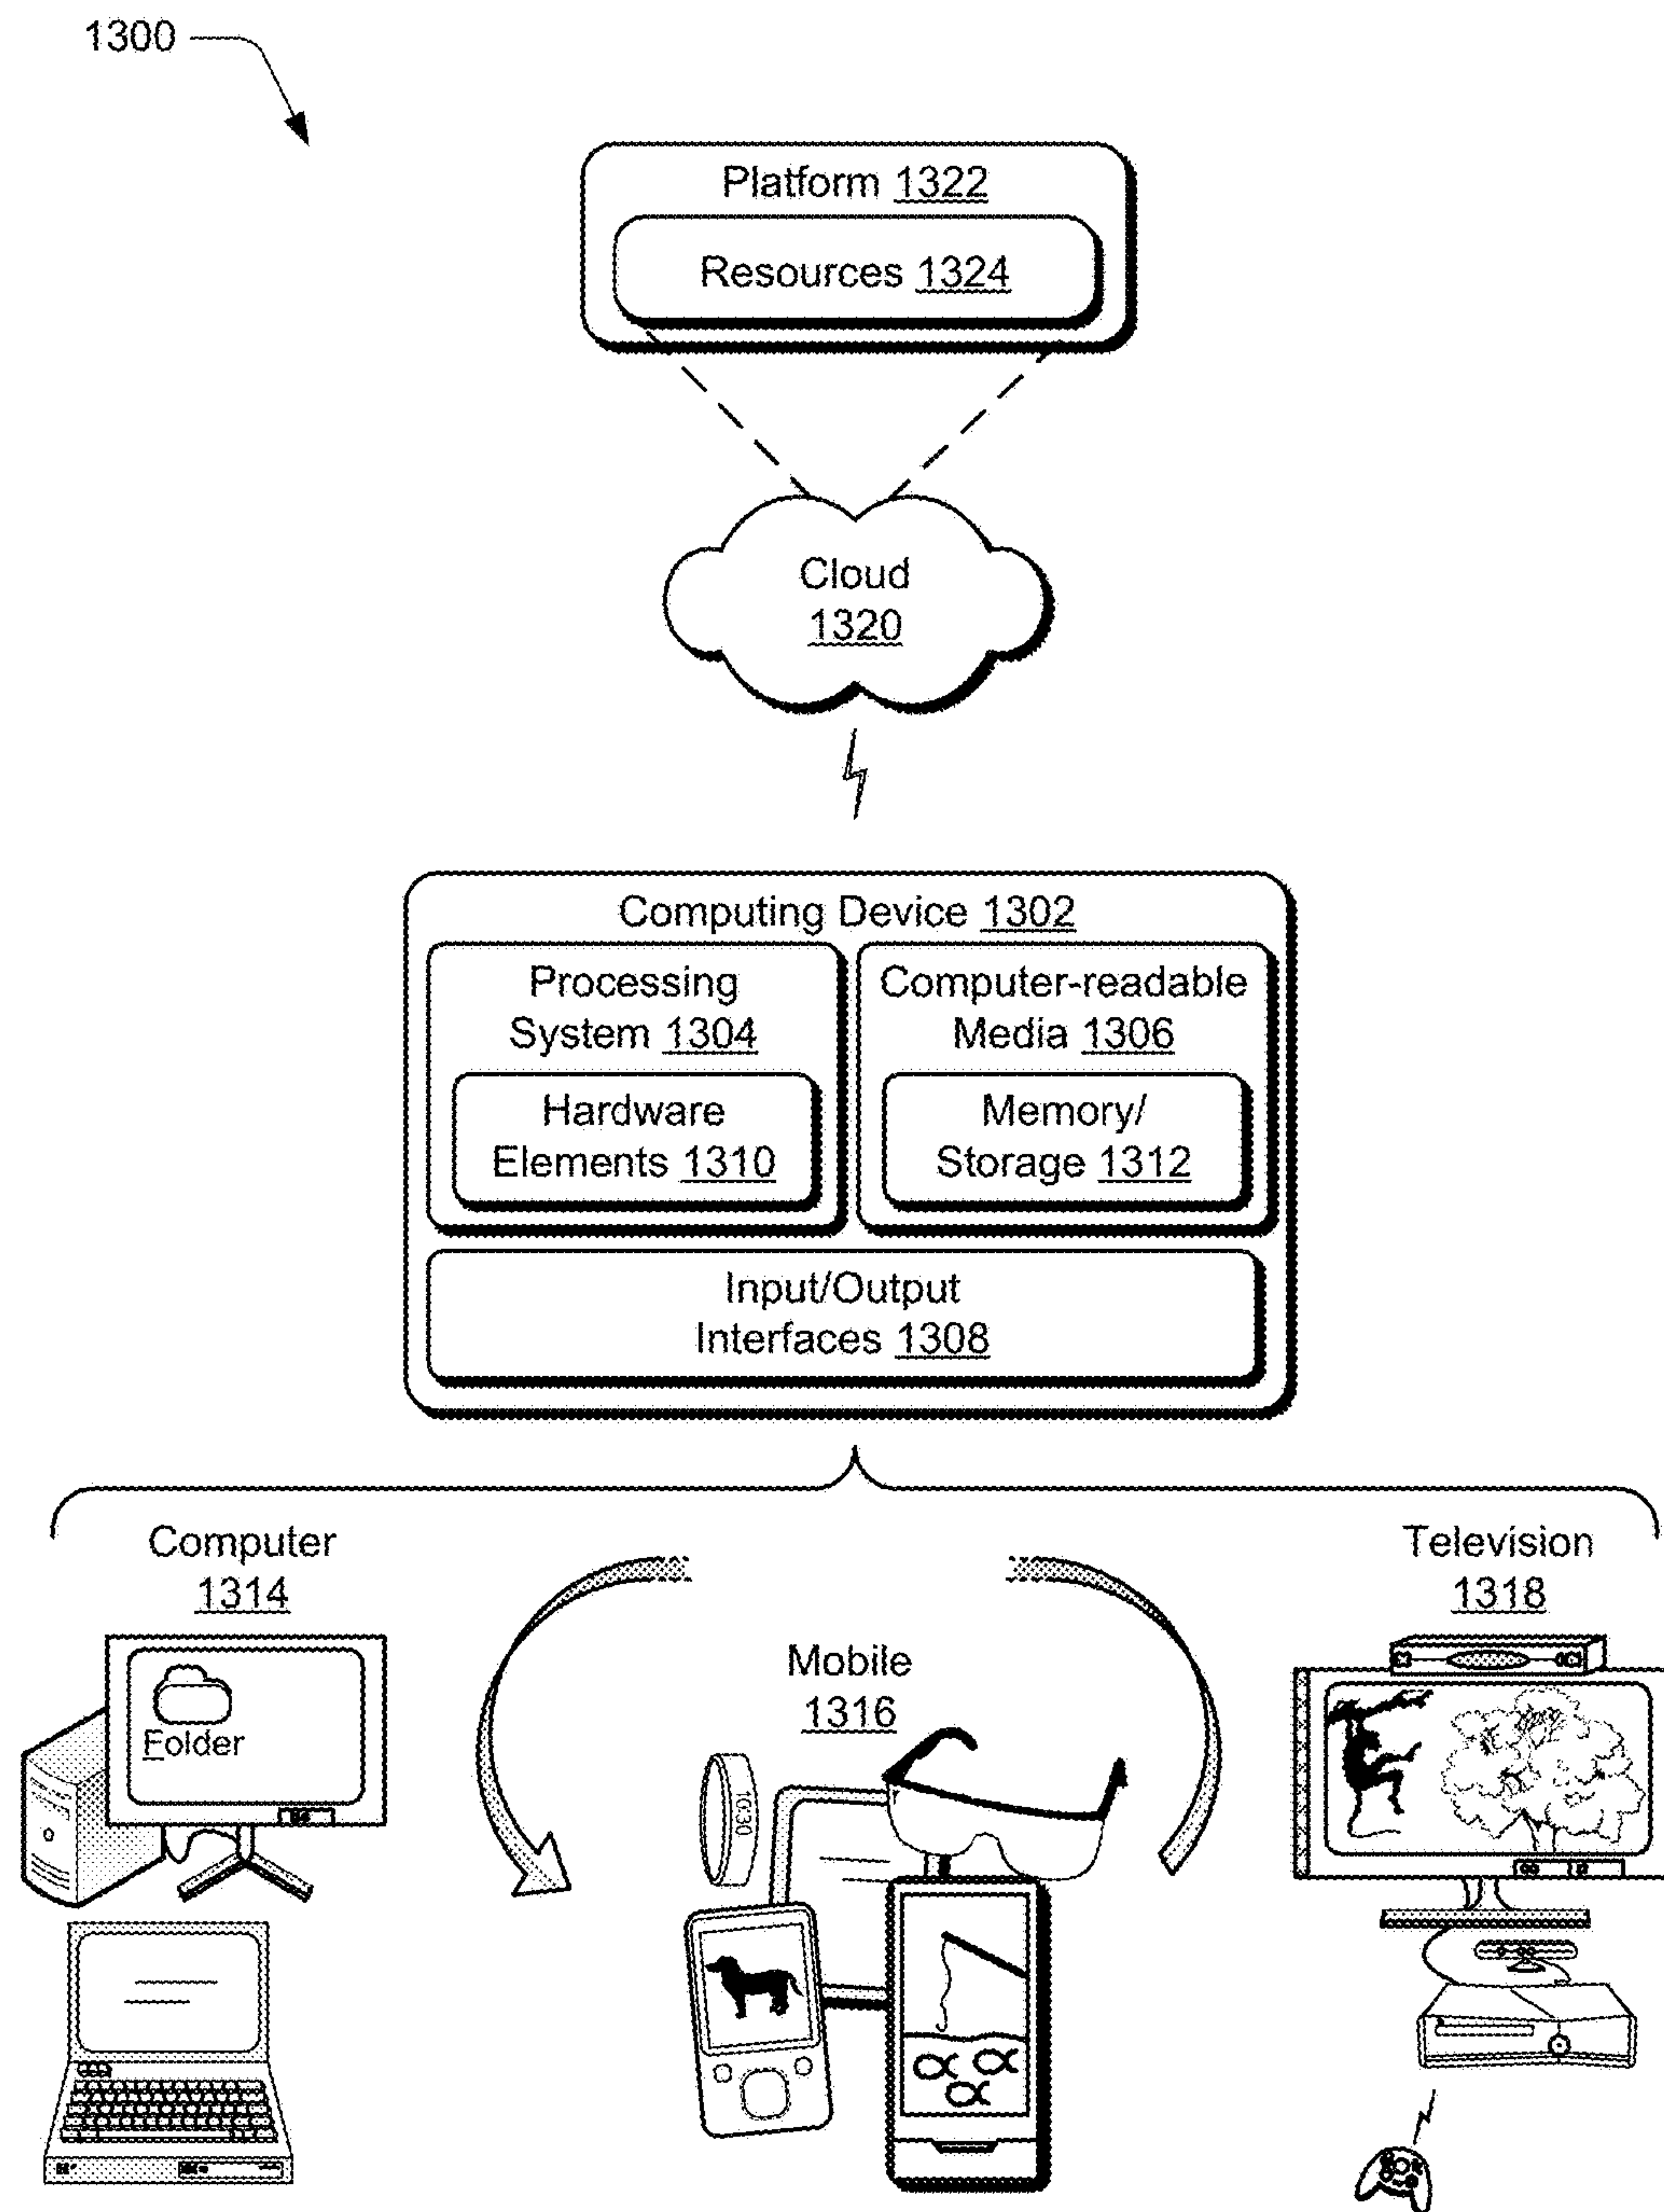 1300
Platform 1322
Resources 1324
Cloud
1320
Computing Device 1302
Processing
System 1304
Hardware
Elements 1310
Computer-readable
Media 1306
Memory/
Storage 1312
Input/Output
Interfaces 1308
Computer
1314
Folder
Mobile
1316
10:30
Television
1318